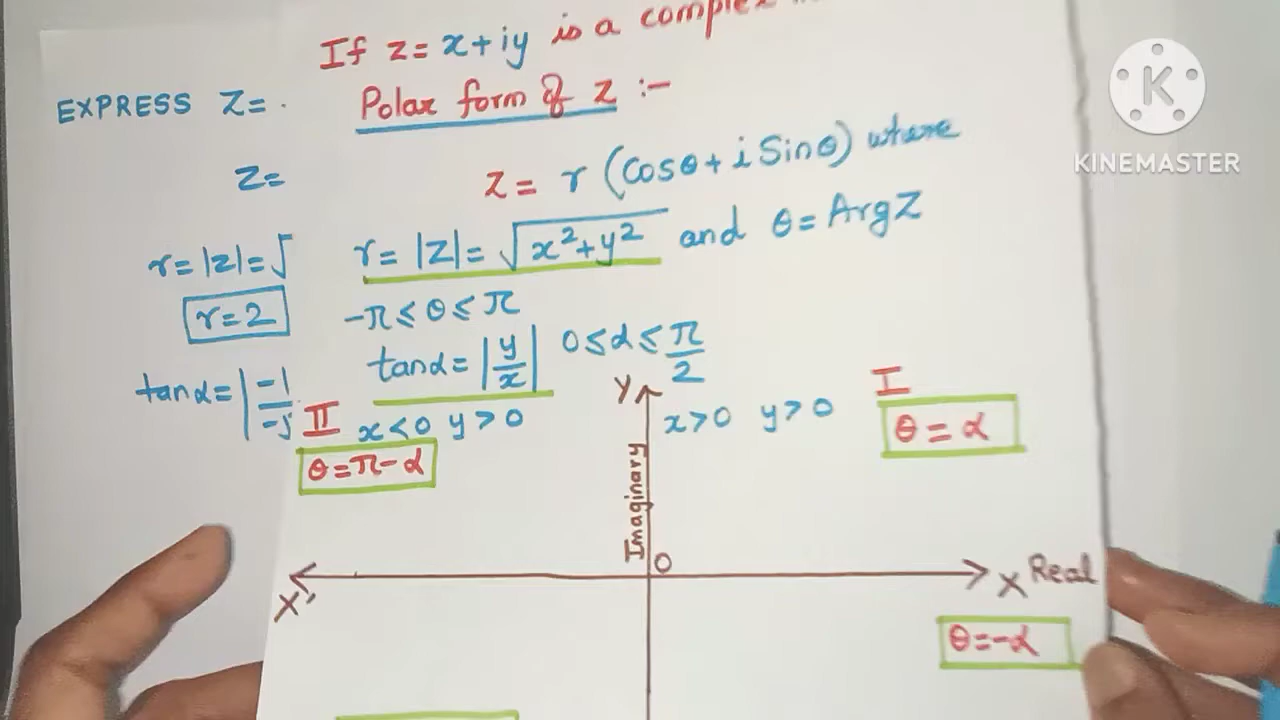 If z = x + iy is a complex
EXPRESS Z = .
Polar form of Z :-
Z =
Z = r (Cosθ + i Sinθ) where
r = |Z| = √
r = |Z| = √x²+y² and θ = Arg Z
r = 2
-π ≤ θ ≤ π
tanα = |y/x| 0 ≤ α ≤ π/2
tanα = |-1/-
II x < 0 y > 0
θ = π - α
Y
x > 0 y > 0
I
θ = α
Imaginary
O
X'
X Real
θ = -α
K
KINEMASTER